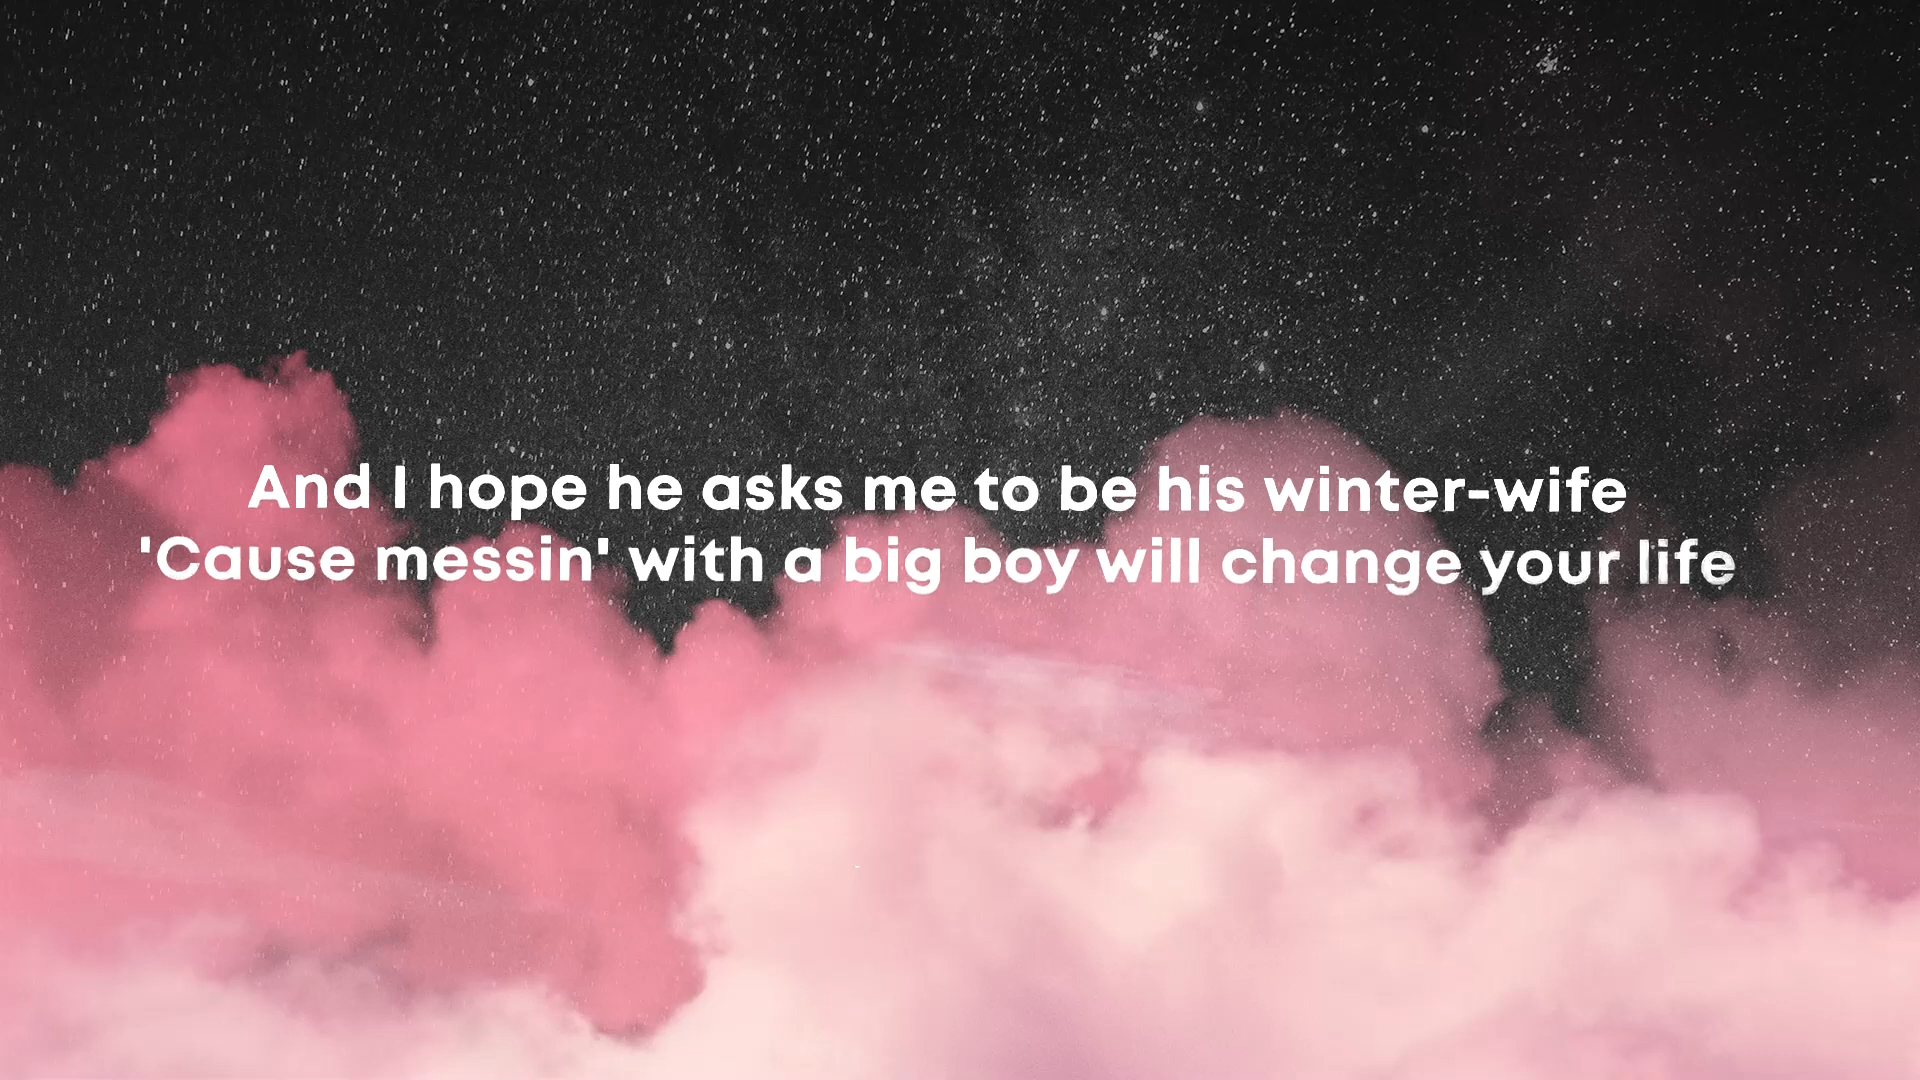 And I hope he asks me to be his winter-wife
'Cause messin' with a big boy will change your life